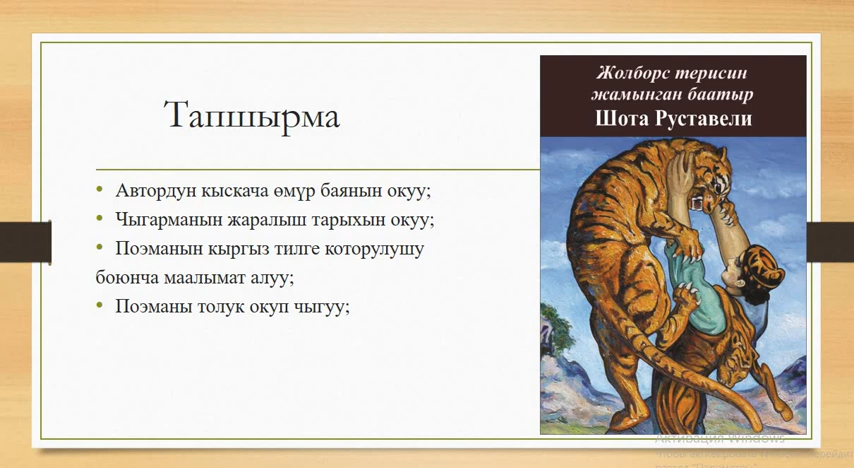 Тапшырма
Автордун кыскача өмүр баянын окуу;
Чыгарманын жаралыш тарыхын окуу;
Поэманын кыргыз тилге которулушу
боюнча маалымат алуу;
Поэманы толук окуп чыгуу;
Жолборс терисин
жамынган баатыр
Шота Руставели
Активация Windows